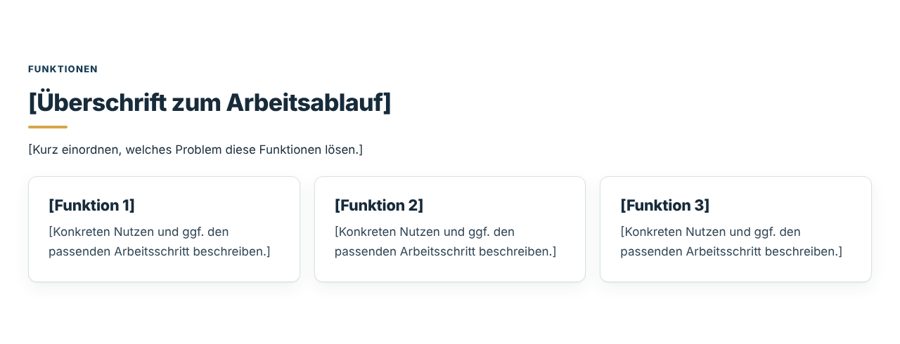 FUNKTIONEN
[Überschrift zum Arbeitsablauf]
[Kurz einordnen, welches Problem diese Funktionen lösen.]
[Funktion 1]
[Konkreten Nutzen und ggf. den
passenden Arbeitsschritt beschreiben.]
[Funktion 2]
[Konkreten Nutzen und ggf. den
passenden Arbeitsschritt beschreiben.]
[Funktion 3]
[Konkreten Nutzen und ggf. den
passenden Arbeitsschritt beschreiben.]